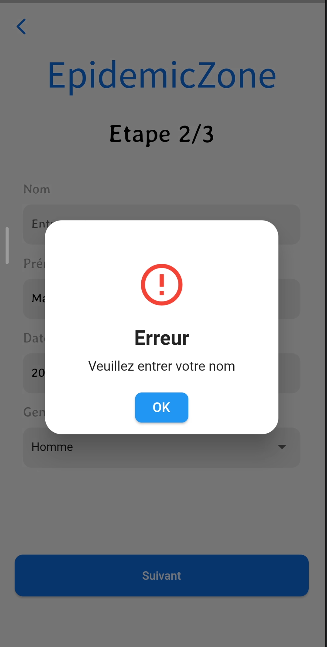 EpidemicZone
Etape 2/3
Nom
Erreur
Veuillez entrer votre nom
OK
Homme
Suivant